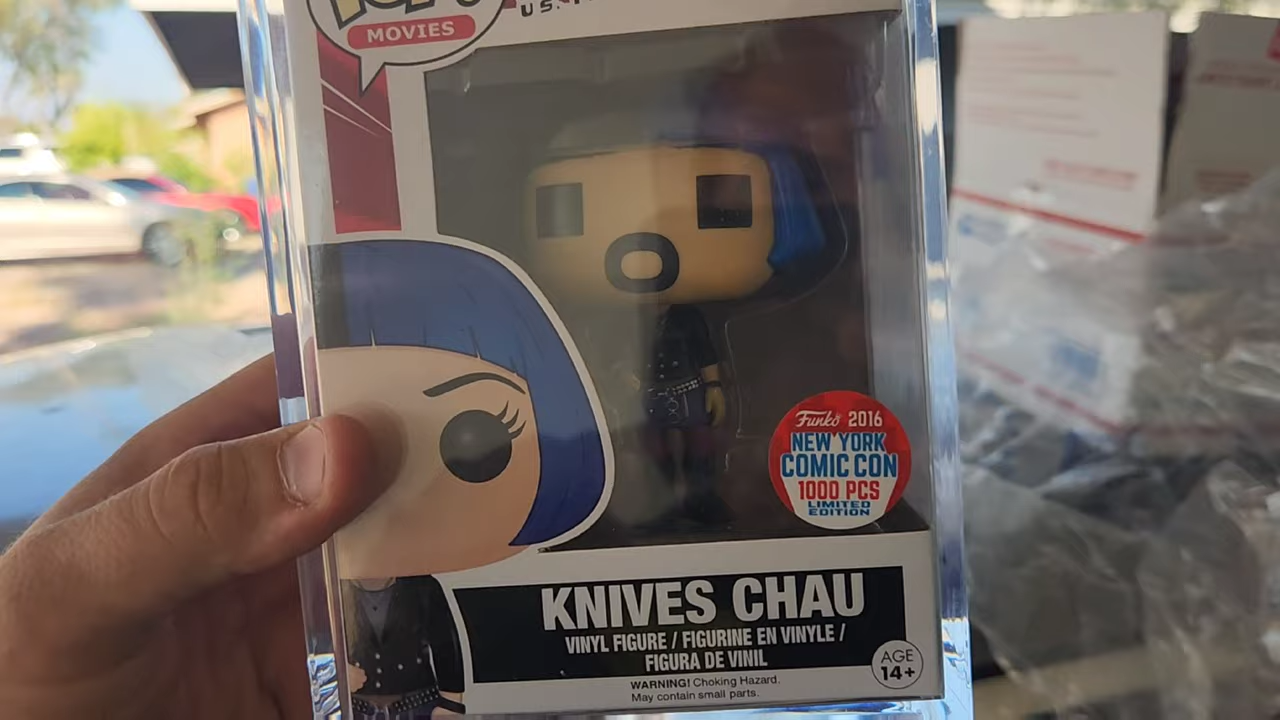 MOVIES
KNIVES CHAU
VINYL FIGURE / FIGURINE EN VINYLE /
FIGURA DE VINIL
WARNING! Choking Hazard.
May contain small parts.
AGE
14+
Funko 2016
NEW YORK
COMIC CON
1000 PCS
LIMITED
EDITION